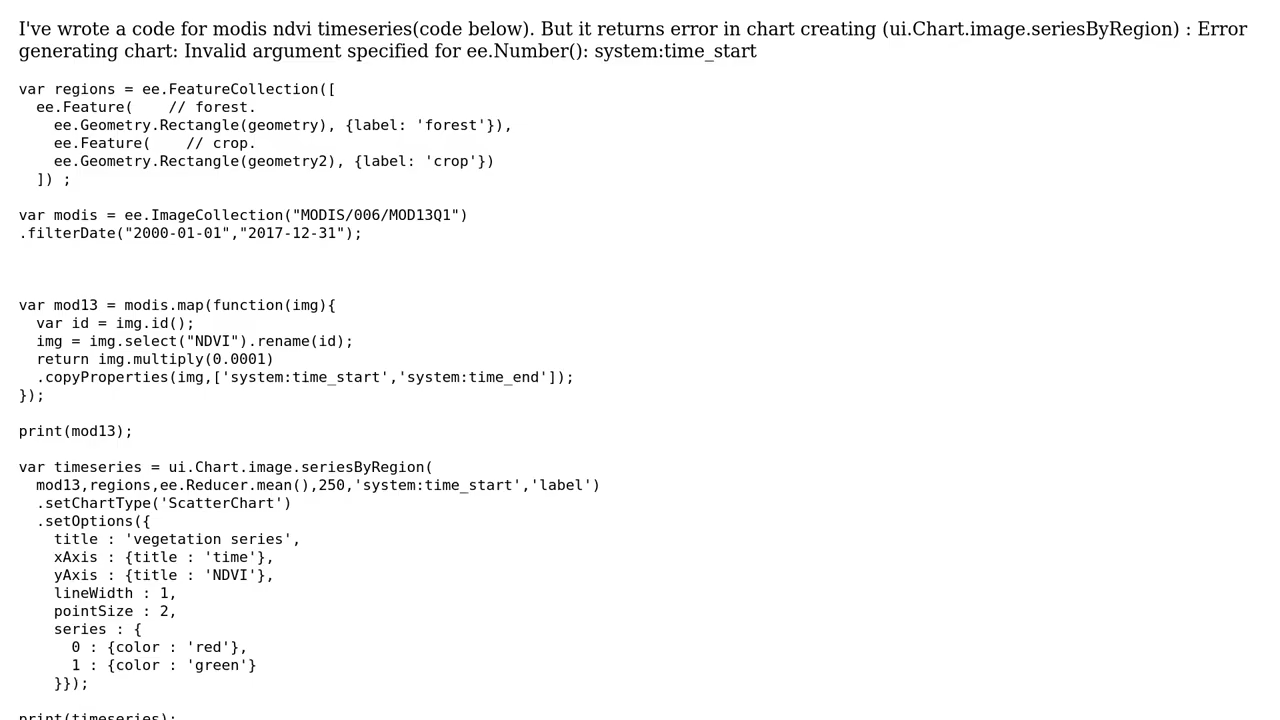 I've wrote a code for modis ndvi timeseries(code below). But it returns error in chart creating (ui.Chart.image.seriesByRegion) : Error
generating chart: Invalid argument specified for ee.Number(): system:time_start
var regions = ee.FeatureCollection([
  ee.Feature(    // forest.
    ee.Geometry.Rectangle(geometry), {label: 'forest'}),
    ee.Feature(    // crop.
    ee.Geometry.Rectangle(geometry2), {label: 'crop'})
  ]) ;
var modis = ee.ImageCollection("MODIS/006/MOD13Q1")
.filterDate("2000-01-01","2017-12-31");
var mod13 = modis.map(function(img){
  var id = img.id();
  img = img.select("NDVI").rename(id);
  return img.multiply(0.0001)
  .copyProperties(img,['system:time_start','system:time_end']);
});
print(mod13);
var timeseries = ui.Chart.image.seriesByRegion(
  mod13,regions,ee.Reducer.mean(),250,'system:time_start','label')
  .setChartType('ScatterChart')
  .setOptions({
    title : 'vegetation series',
    xAxis : {title : 'time'},
    yAxis : {title : 'NDVI'},
    lineWidth : 1,
    pointSize : 2,
    series : {
      0 : {color : 'red'},
      1 : {color : 'green'}
    }});
print(timeseries);